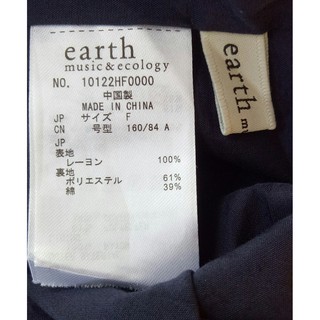 earth
music&ecology
NO. 10122HF0000
中国製
MADE IN CHINA
JP サイズ F
CN 号型 160/84 A
JP
表地
レーヨン 100%
裏地
ポリエステル 61%
綿 39%
earth